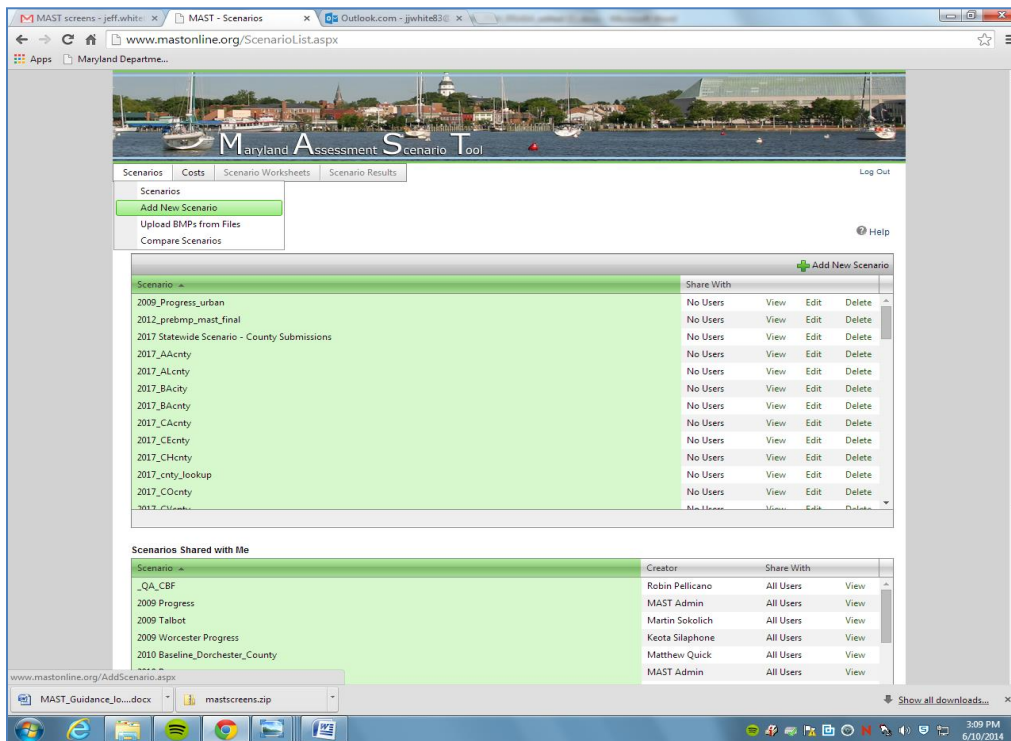 MAST screens - jeff.white
MAST - Scenarios
Outlook.com - jjwhite83@
www.mastonline.org/ScenarioList.aspx
Apps Maryland Departme...
Maryland Assessment Scenario Tool
Scenarios Costs Scenario Worksheets Scenario Results Log Out
Scenarios
Add New Scenario
Upload BMPs from Files
Compare Scenarios
Help
Add New Scenario
Scenario Share With
2009_Progress_urban No Users View Edit Delete
2012_prebmp_mast_final No Users View Edit Delete
2017 Statewide Scenario - County Submissions No Users View Edit Delete
2017_AAcnty No Users View Edit Delete
2017_ALcnty No Users View Edit Delete
2017_BAcity No Users View Edit Delete
2017_BAcnty No Users View Edit Delete
2017_CAcnty No Users View Edit Delete
2017_CEcnty No Users View Edit Delete
2017_CHcnty No Users View Edit Delete
2017_cnty_lookup No Users View Edit Delete
2017_COcnty No Users View Edit Delete
No Users View Edit Delete
Scenarios Shared with Me
Scenario Creator Share With
_QA_CBF Robin Pellicano All Users View
2009 Progress MAST Admin All Users View
2009 Talbot Martin Sokolich All Users View
2009 Worcester Progress Keota Silaphone All Users View
2010 Baseline_Dorchester_County Matthew Quick All Users View
MAST Admin All Users View
www.mastonline.org/AddScenario.aspx
MAST_Guidance_lo....docx mastscreens.zip Show all downloads...
3:09 PM
6/10/2014